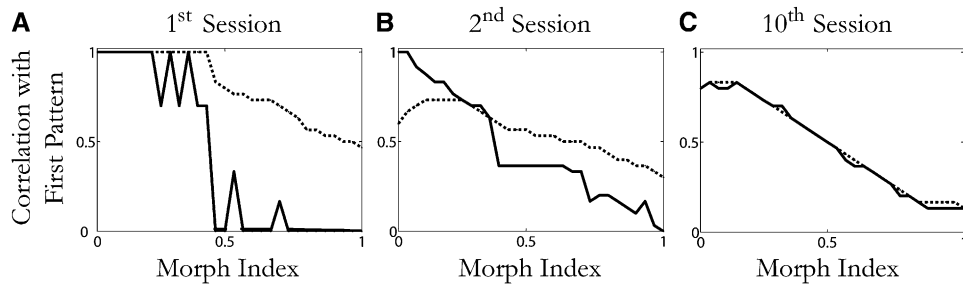 A 1st Session
B 2nd Session
C 10th Session
Correlation with
First Pattern
1
0.5
0
0 0.5 1
Morph Index
1
0.5
0
0 0.5 1
Morph Index
1
0.5
0
0 0.5 1
Morph Index